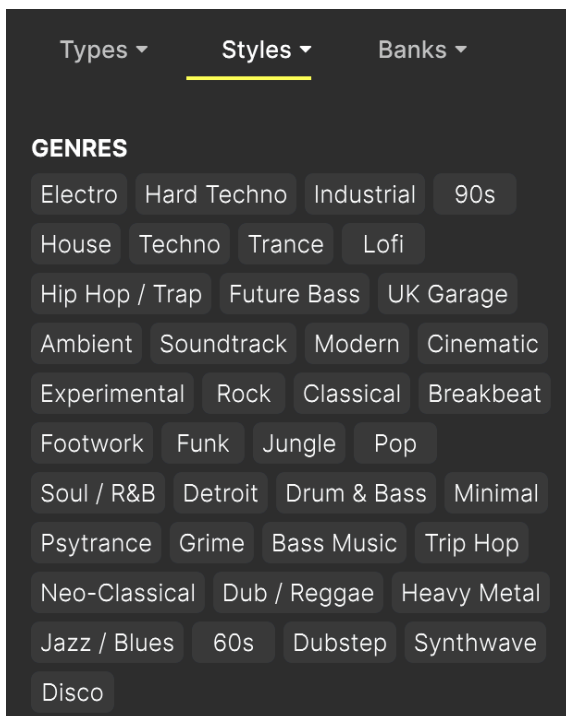 Types Styles Banks
GENRES
Electro Hard Techno Industrial 90s
House Techno Trance Lofi
Hip Hop / Trap Future Bass UK Garage
Ambient Soundtrack Modern Cinematic
Experimental Rock Classical Breakbeat
Footwork Funk Jungle Pop
Soul / R&B Detroit Drum & Bass Minimal
Psytrance Grime Bass Music Trip Hop
Neo-Classical Dub / Reggae Heavy Metal
Jazz / Blues 60s Dubstep Synthwave
Disco